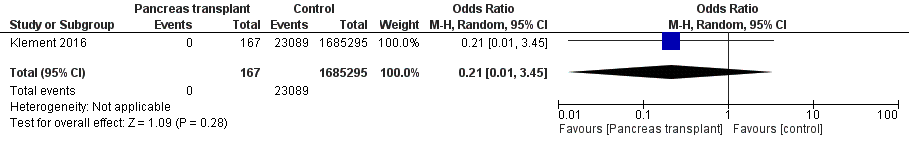 Pancreas transplant Control Odds Ratio Odds Ratio
Study or Subgroup Events Total Events Total Weight M-H, Random, 95% CI M-H, Random, 95% CI
Klement 2016 0 167 23089 1685295 100.0% 0.21 [0.01, 3.45]
Total (95% CI) 167 1685295 100.0% 0.21 [0.01, 3.45]
Total events 0 23089
Heterogeneity: Not applicable
Test for overall effect: Z = 1.09 (P = 0.28)
0.01 0.1 1 10 100
Favours [Pancreas transplant] Favours [control]